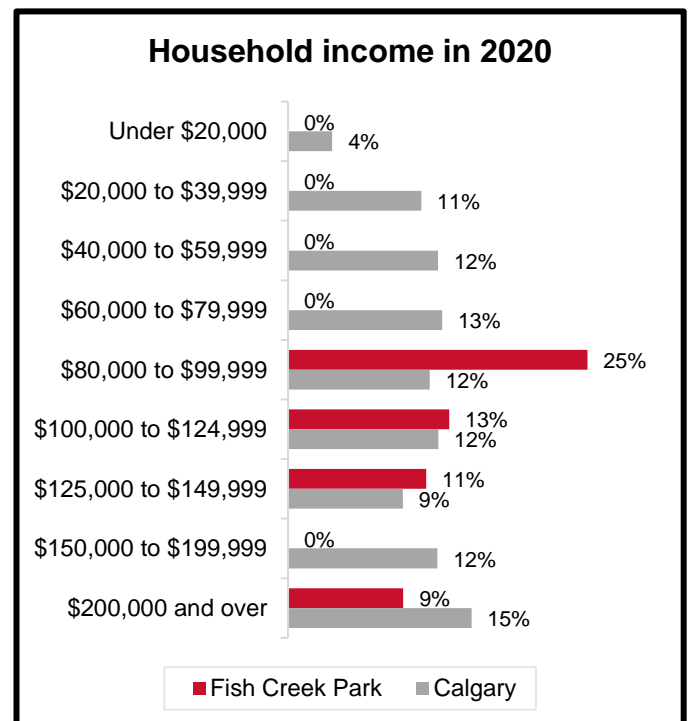 Household income in 2020
Under $20,000
0%
4%
$20,000 to $39,999
0%
11%
$40,000 to $59,999
0%
12%
$60,000 to $79,999
0%
13%
$80,000 to $99,999
25%
12%
$100,000 to $124,999
13%
12%
$125,000 to $149,999
11%
9%
$150,000 to $199,999
0%
12%
$200,000 and over
9%
15%
Fish Creek Park Calgary